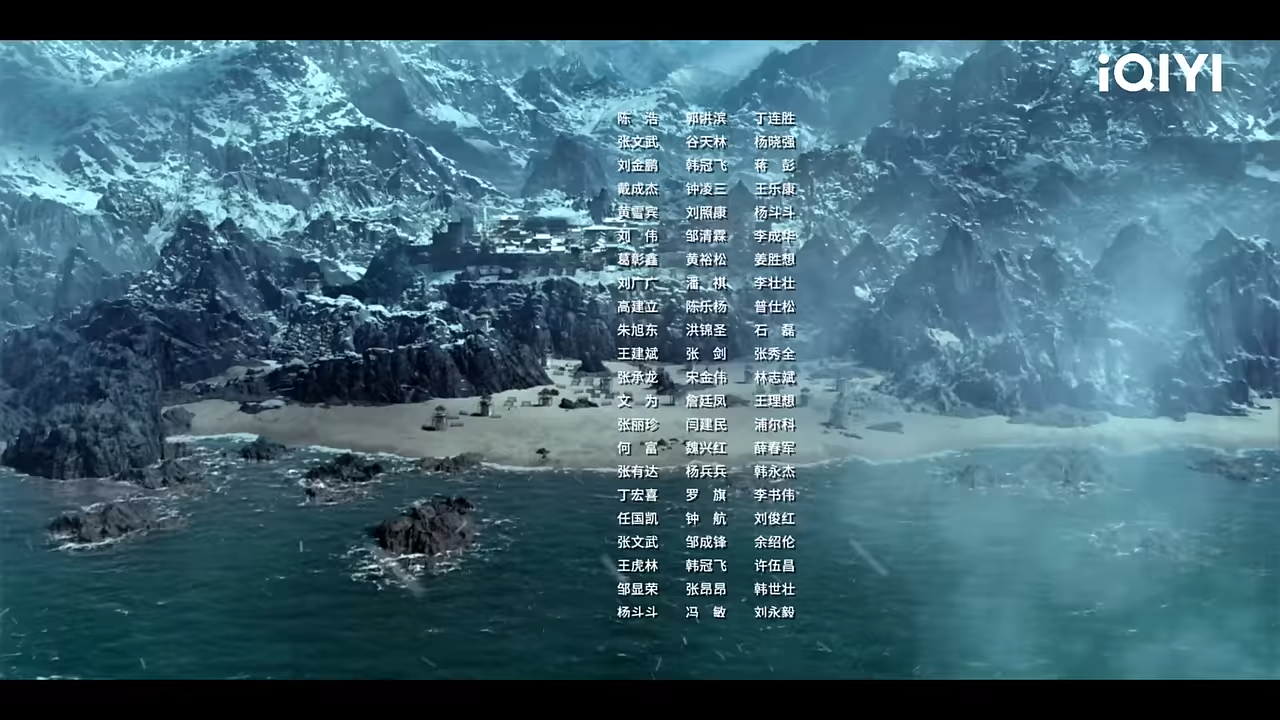 iQIYI
陈　浩　郭洪滨　丁连胜
张文武　谷天林　杨晓强
刘金鹏　韩冠飞　蒋　彭
戴成杰　钟凌三　王乐康
黄雪宾　刘照康　杨斗斗
刘　伟　邹清霖　李成华
葛彰鑫　黄裕松　姜胜想
刘广广　潘　祺　李壮壮
高建立　陈乐杨　普仕松
朱旭东　洪锦圣　石　磊
王建斌　张　剑　张秀全
张承龙　宋金伟　林志斌
文　为　詹廷凤　王理想
张丽珍　闫建民　浦尔科
何　富　魏兴红　薛春军
张有达　杨兵兵　韩永杰
丁宏喜　罗　旗　李书伟
任国凯　钟　航　刘俊红
张文武　邹成锋　余绍伦
王虎林　韩冠飞　许伍昌
邹显荣　张昂昂　韩世壮
杨斗斗　冯　敏　刘永毅